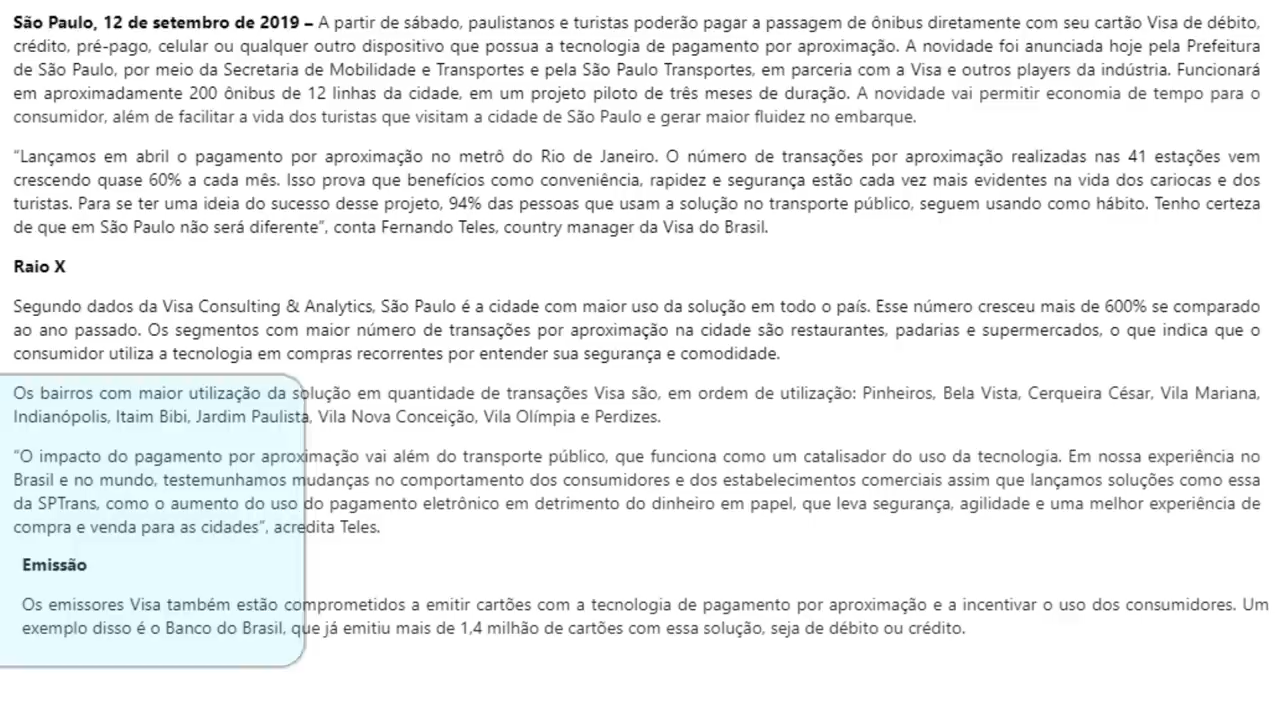 São Paulo, 12 de setembro de 2019 – A partir de sábado, paulistanos e turistas poderão pagar a passagem de ônibus diretamente com seu cartão Visa de débito,
crédito, pré-pago, celular ou qualquer outro dispositivo que possua a tecnologia de pagamento por aproximação. A novidade foi anunciada hoje pela Prefeitura
de São Paulo, por meio da Secretaria de Mobilidade e Transportes e pela São Paulo Transportes, em parceria com a Visa e outros players da indústria. Funcionará
em aproximadamente 200 ônibus de 12 linhas da cidade, em um projeto piloto de três meses de duração. A novidade vai permitir economia de tempo para o
consumidor, além de facilitar a vida dos turistas que visitam a cidade de São Paulo e gerar maior fluidez no embarque.
“Lançamos em abril o pagamento por aproximação no metrô do Rio de Janeiro. O número de transações por aproximação realizadas nas 41 estações vem
crescendo quase 60% a cada mês. Isso prova que benefícios como conveniência, rapidez e segurança estão cada vez mais evidentes na vida dos cariocas e dos
turistas. Para se ter uma ideia do sucesso desse projeto, 94% das pessoas que usam a solução no transporte público, seguem usando como hábito. Tenho certeza
de que em São Paulo não será diferente”, conta Fernando Teles, country manager da Visa do Brasil.
Raio X
Segundo dados da Visa Consulting & Analytics, São Paulo é a cidade com maior uso da solução em todo o país. Esse número cresceu mais de 600% se comparado
ao ano passado. Os segmentos com maior número de transações por aproximação na cidade são restaurantes, padarias e supermercados, o que indica que o
consumidor utiliza a tecnologia em compras recorrentes por entender sua segurança e comodidade.
Os bairros com maior utilização da solução em quantidade de transações Visa são, em ordem de utilização: Pinheiros, Bela Vista, Cerqueira César, Vila Mariana,
Indianópolis, Itaim Bibi, Jardim Paulista, Vila Nova Conceição, Vila Olímpia e Perdizes.
“O impacto do pagamento por aproximação vai além do transporte público, que funciona como um catalisador do uso da tecnologia. Em nossa experiência no
Brasil e no mundo, testemunhamos mudanças no comportamento dos consumidores e dos estabelecimentos comerciais assim que lançamos soluções como essa
da SPTrans, como o aumento do uso do pagamento eletrônico em detrimento do dinheiro em papel, que leva segurança, agilidade e uma melhor experiência de
compra e venda para as cidades”, acredita Teles.
Emissão
Os emissores Visa também estão comprometidos a emitir cartões com a tecnologia de pagamento por aproximação e a incentivar o uso dos consumidores. Um
exemplo disso é o Banco do Brasil, que já emitiu mais de 1,4 milhão de cartões com essa solução, seja de débito ou crédito.